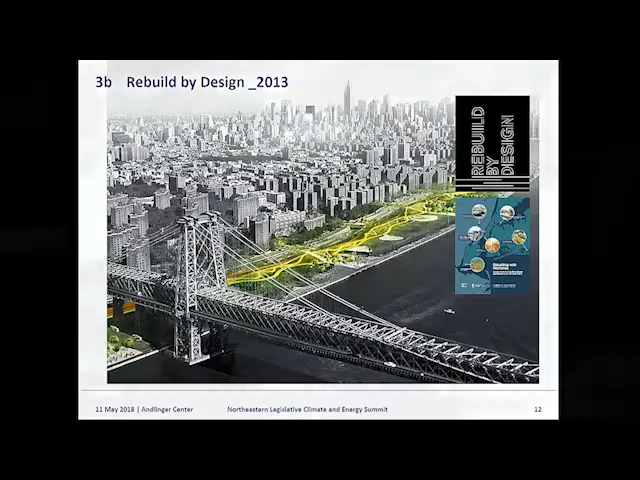 3b Rebuild by Design _2013
REBUILD
BY
DESIGN
11 May 2018 | Andlinger Center
Northeastern Legislative Climate and Energy Summit
12